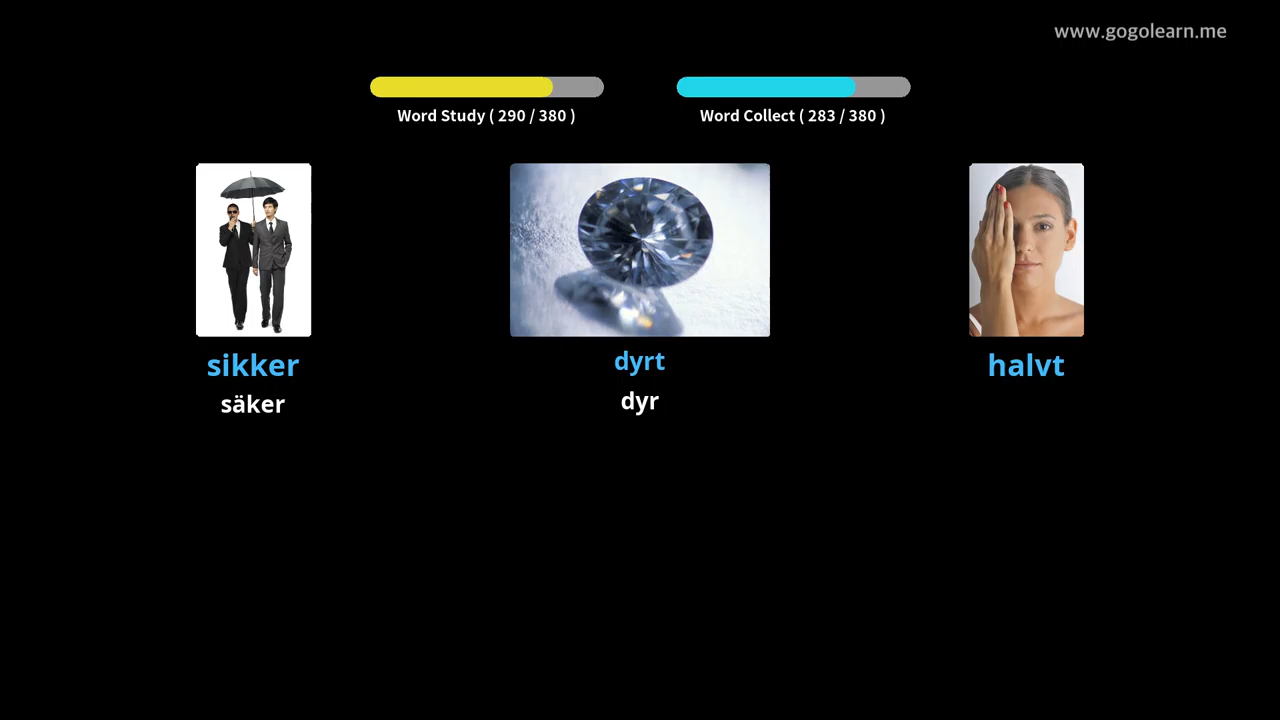 www.gogolearn.me
Word Study ( 290 / 380 )
Word Collect ( 283 / 380 )
sikker
säker
dyrt
dyr
halvt